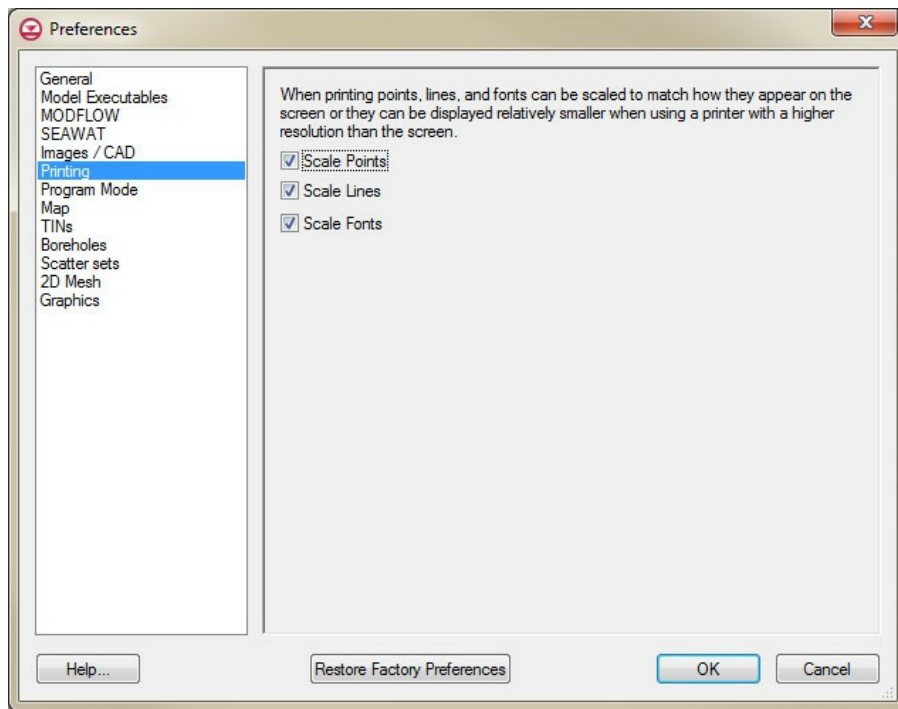 Preferences
General
Model Executables
MODFLOW
SEAWAT
Images / CAD
Printing
Program Mode
Map
TINs
Boreholes
Scatter sets
2D Mesh
Graphics
When printing points, lines, and fonts can be scaled to match how they appear on the
screen or they can be displayed relatively smaller when using a printer with a higher
resolution than the screen.
Scale Points
Scale Lines
Scale Fonts
Help...
Restore Factory Preferences
OK
Cancel